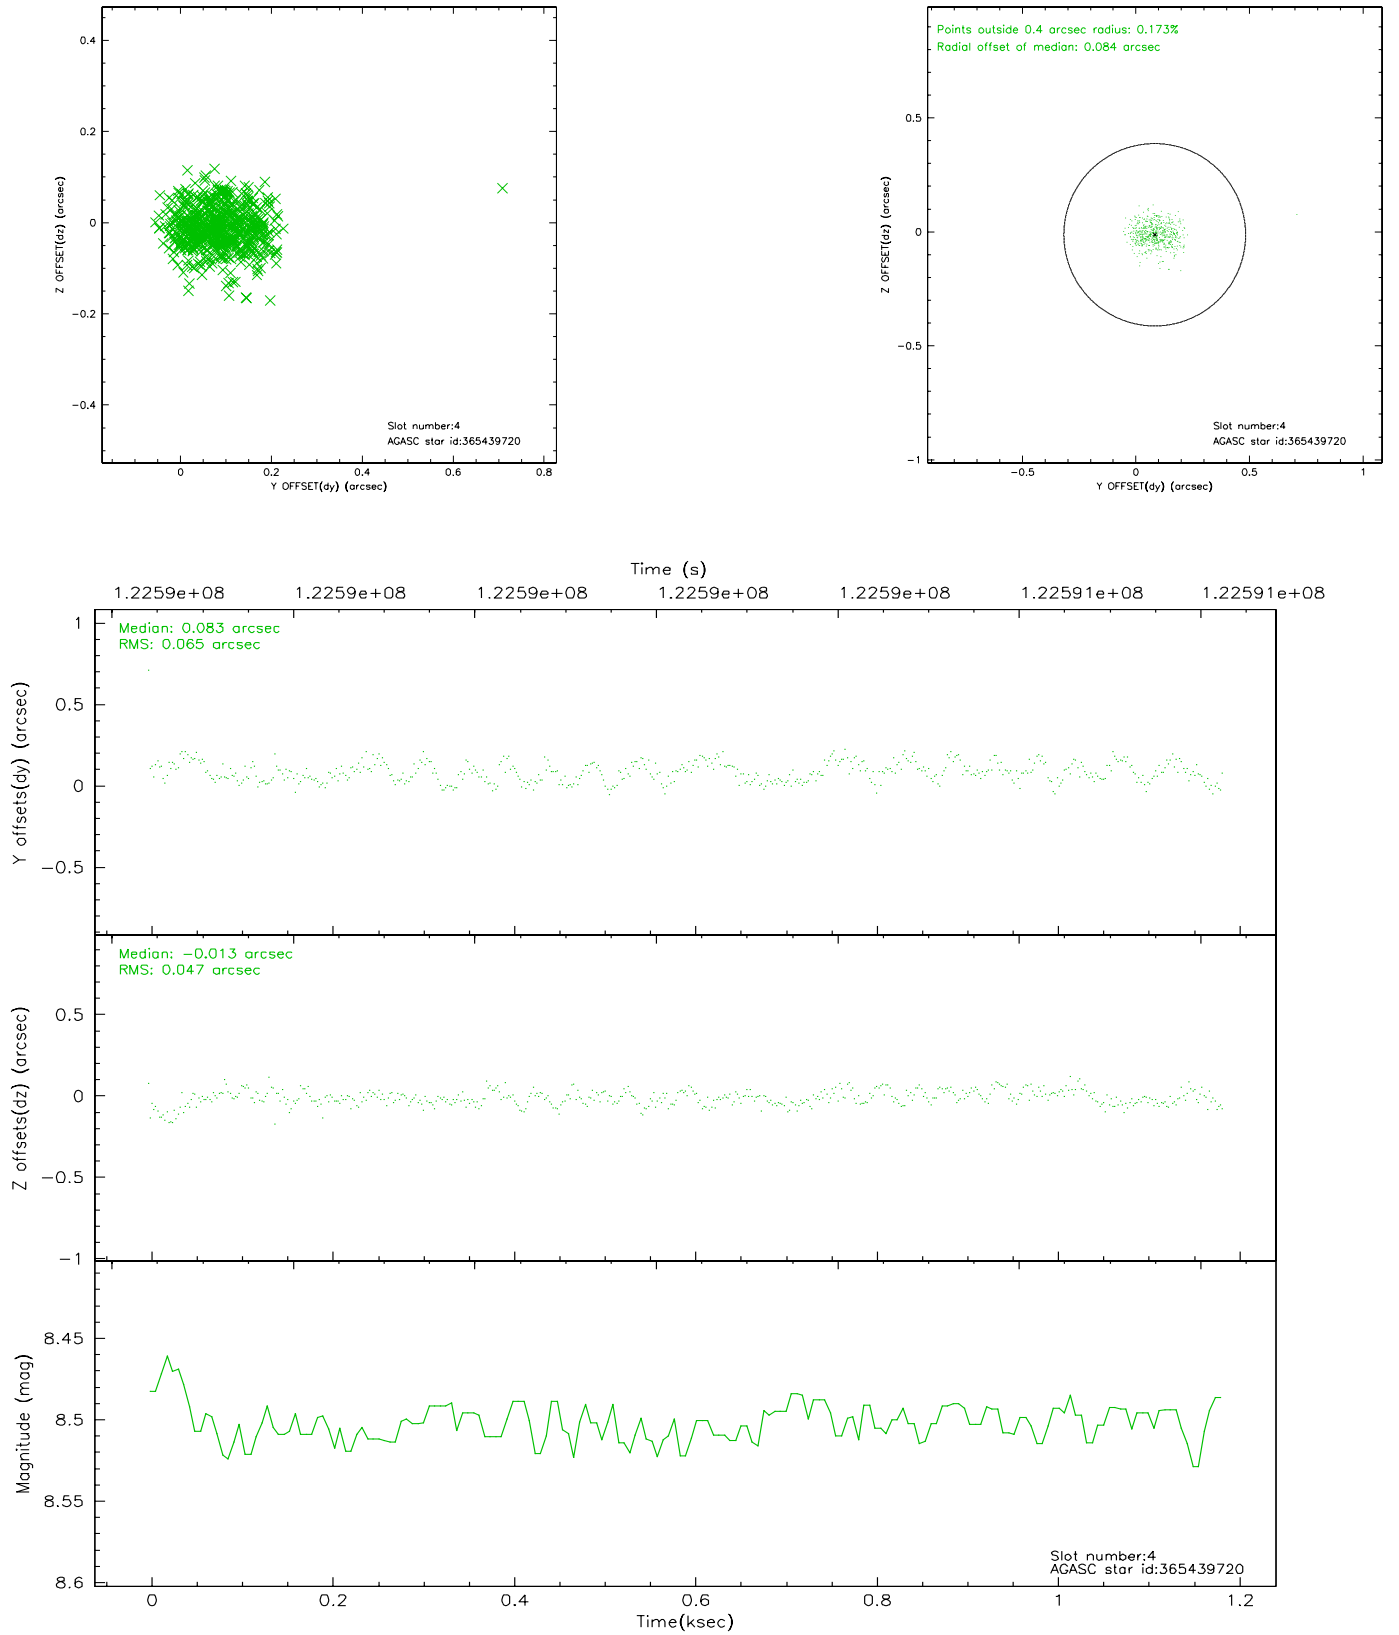 0.4
0.2
0
−0.2
−0.4
Z OFFSET(dz) (arcsec)
Slot number:4
AGASC star id:365439720
0 0.2 0.4 0.6 0.8
Y OFFSET(dy) (arcsec)
Points outside 0.4 arcsec radius: 0.173%
Radial offset of median: 0.084 arcsec
0.5
0
−0.5
−1
Z OFFSET(dz) (arcsec)
Slot number:4
AGASC star id:365439720
−0.5 0 0.5 1
Y OFFSET(dy) (arcsec)
Time (s)
1.2259e+08 1.2259e+08 1.2259e+08 1.2259e+08 1.2259e+08 1.22591e+08 1.22591e+08
Median: 0.083 arcsec
RMS: 0.065 arcsec
1
0.5
0
−0.5
Y offsets(dy) (arcsec)
Median: −0.013 arcsec
RMS: 0.047 arcsec
0.5
0
−0.5
−1
Z offsets(dz) (arcsec)
8.45
8.5
8.55
8.6
Magnitude (mag)
Slot number:4
AGASC star id:365439720
0 0.2 0.4 0.6 0.8 1 1.2
Time(ksec)